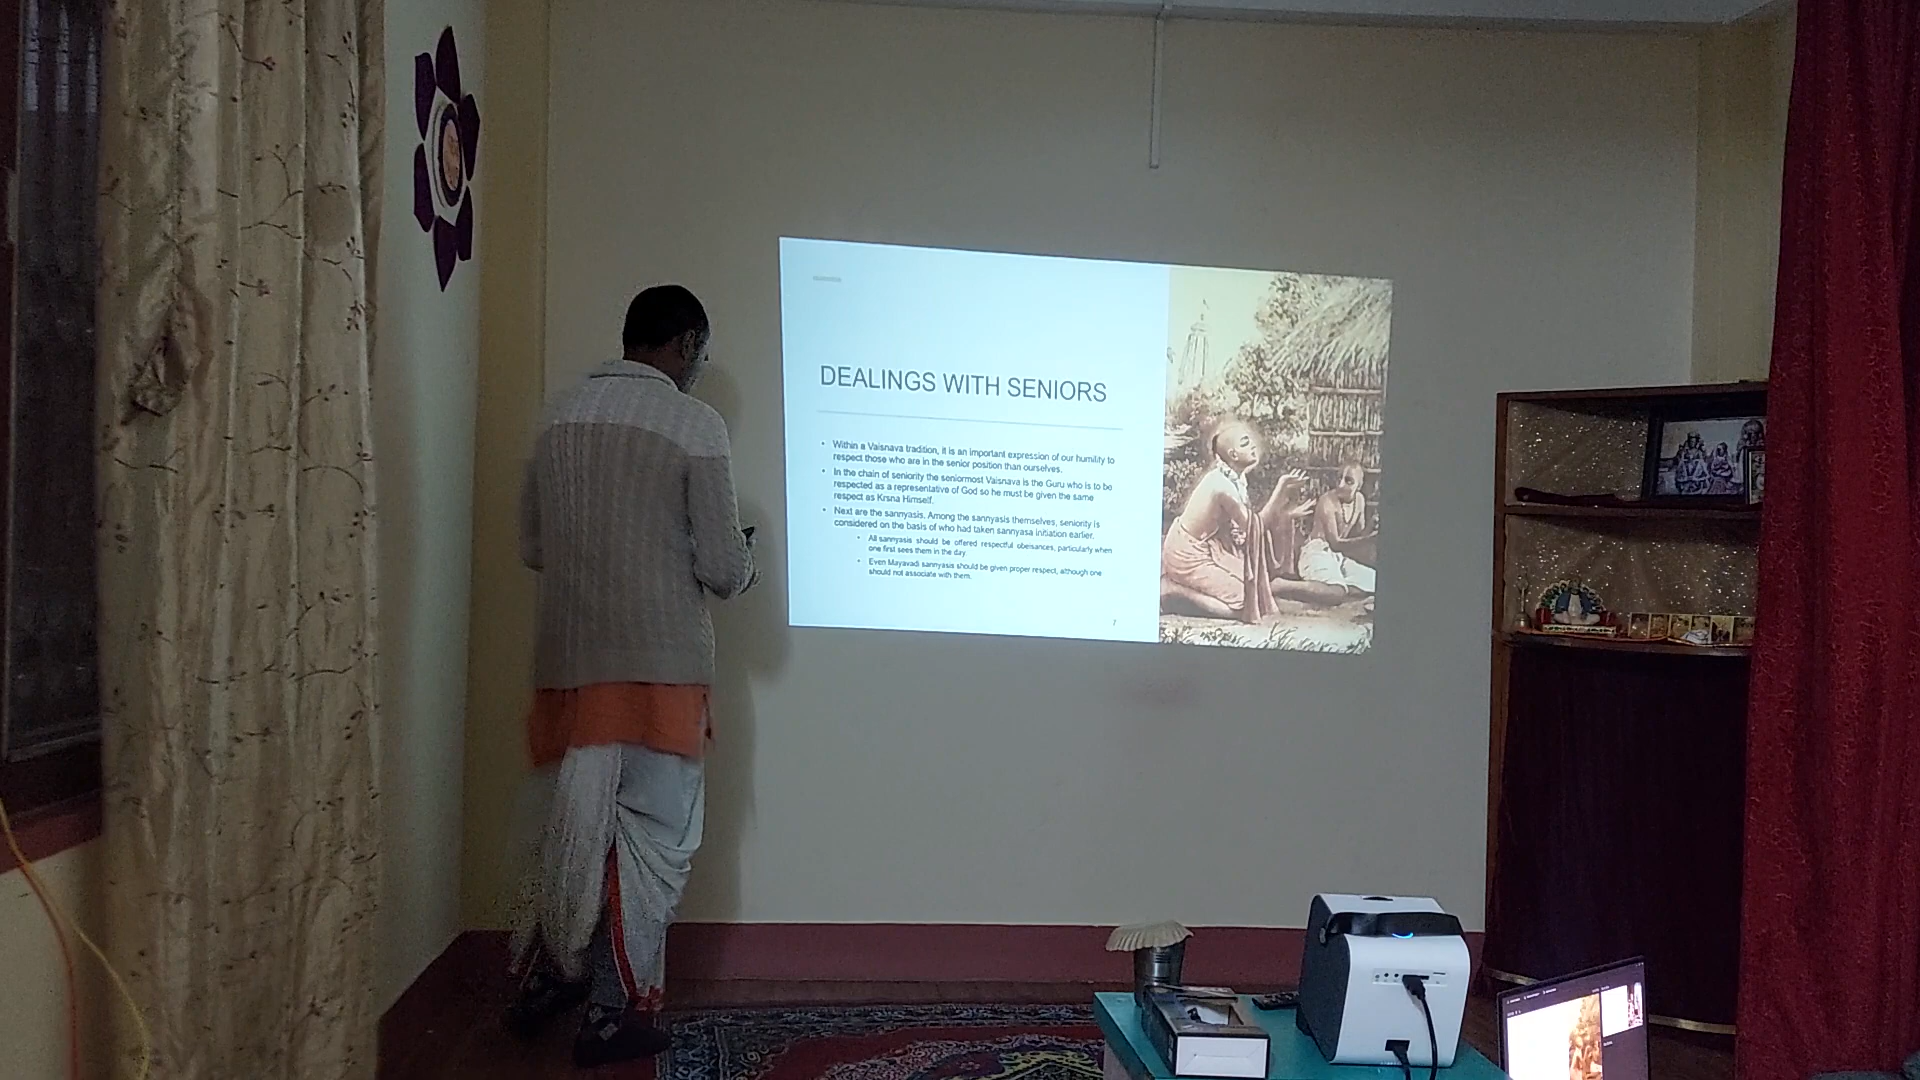 DEALINGS WITH SENIORS
• Within a Vaisnava tradition, it is an important expression of our humility to
respect those who are in the senior position than ourselves.
• In the chain of seniority the seniormost Vaisnava is the Guru who is to be
respected as a representative of God so he must be given the same
respect as Krsna Himself.
• Next are the sannyasis. Among the sannyasis themselves, seniority is
considered on the basis of who had taken sannyasa initiation earlier.
• All sannyasis should be offered respectful obeisances, particularly when
one first sees them in the day.
• Even Mayavadi sannyasis should be given proper respect, although one
should not associate with them.